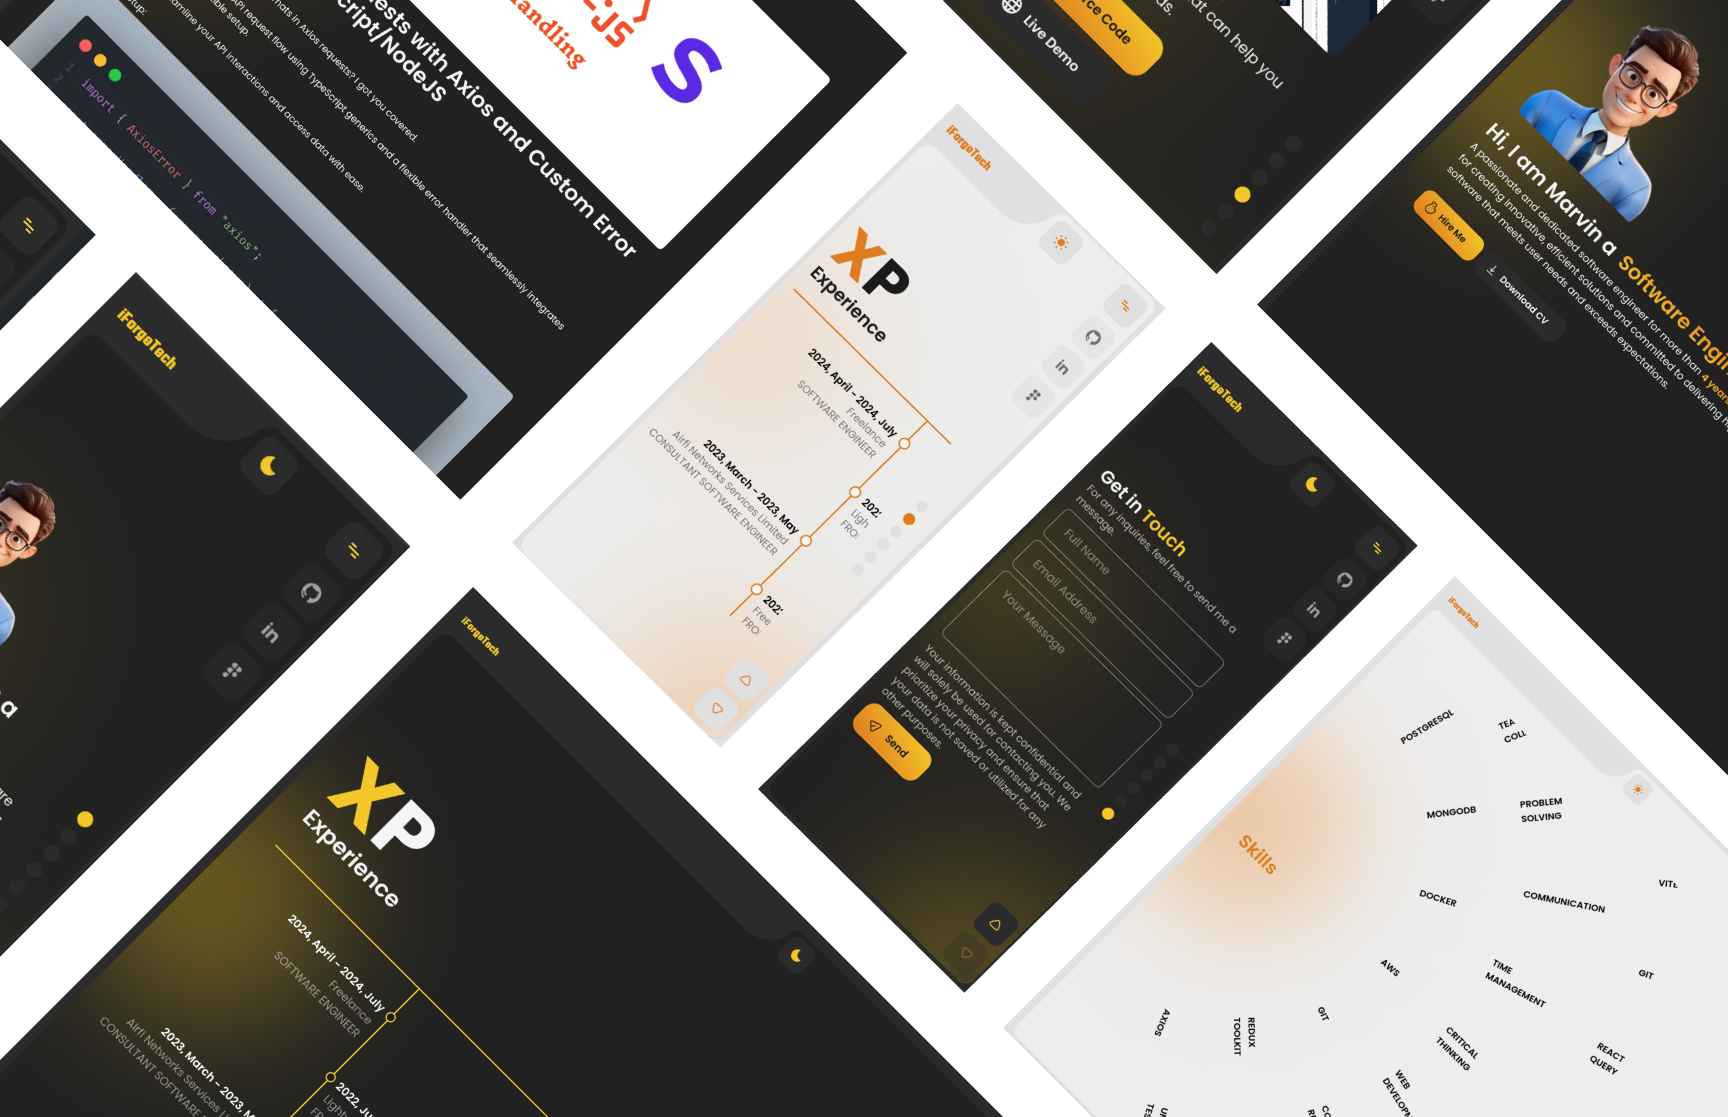 Handling
JS
S
ests with Axios and Custom Error
cript/NodeJS
mats in Axios requests? I got you covered.
API request flow using TypeScript generics and a flexible error handler that seamlessly integrates
ible setup.
mline your API interactions and access data with ease.
tup:
1
2
import { AxiosError } from "axios";
ce Code
Live Demo
at can help you
ds.
Hi, I am Marvin a Software Engi
A passionate and dedicated software engineer for more than 4 years
for creating innovative, efficient solutions and committed to delivering
software that meets user needs and exceeds expectations.
Hire Me
Download CV
iForgeTech
a
iForgeTech
XP
Experience
2024, April - 2024, July
Freelance
SOFTWARE ENGINEER
2023, March - 2023, May
Airfi Networks Services Limited
CONSULTANT SOFTWARE ENGINEER
202
Ligh
FRO
202
Free
FRO
in
iForgeTech
Get in Touch
For any inquiries, feel free to send me a
message.
Full Name
Email Address
Your Message
Your information is kept confidential and
will solely be used for contacting you. We
prioritize your privacy and ensure that
your data is not saved or utilized for any
other purposes.
Send
in
in
iForgeTech
XP
Experience
2024, April - 2024, July
Freelance
SOFTWARE ENGINEER
2023, March - 2023, M
Airfi Networks Services L
CONSULTANT SOFTWARE
2022, Ju
Light
iForgeTech
Skills
POSTGRESQL
TEA
COLL
MONGODB
PROBLEM
SOLVING
DOCKER
COMMUNICATION
VITE
AWS
TIME
MANAGEMENT
GIT
AXIOS
REDUX
TOOLKIT
GIT
CRITICAL
THINKING
REACT
QUERY
WEB
DEVELOP